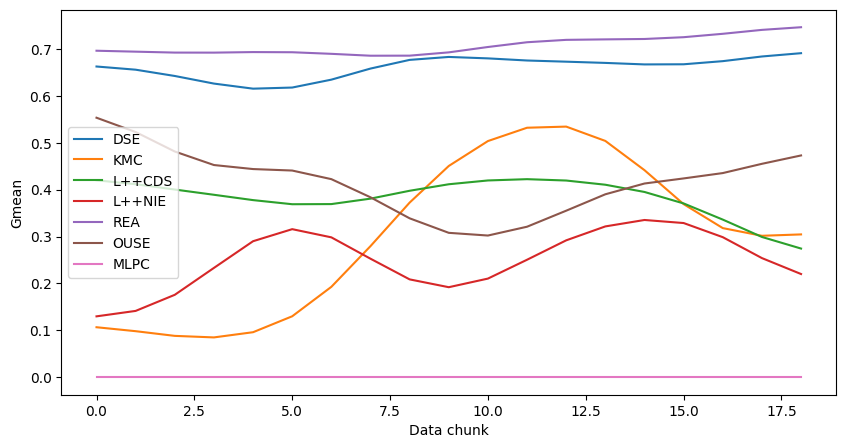 0.7
0.6
0.5
0.4
0.3
0.2
0.1
0.0
Gmean
DSE
KMC
L++CDS
L++NIE
REA
OUSE
MLPC
0.0 2.5 5.0 7.5 10.0 12.5 15.0 17.5
Data chunk